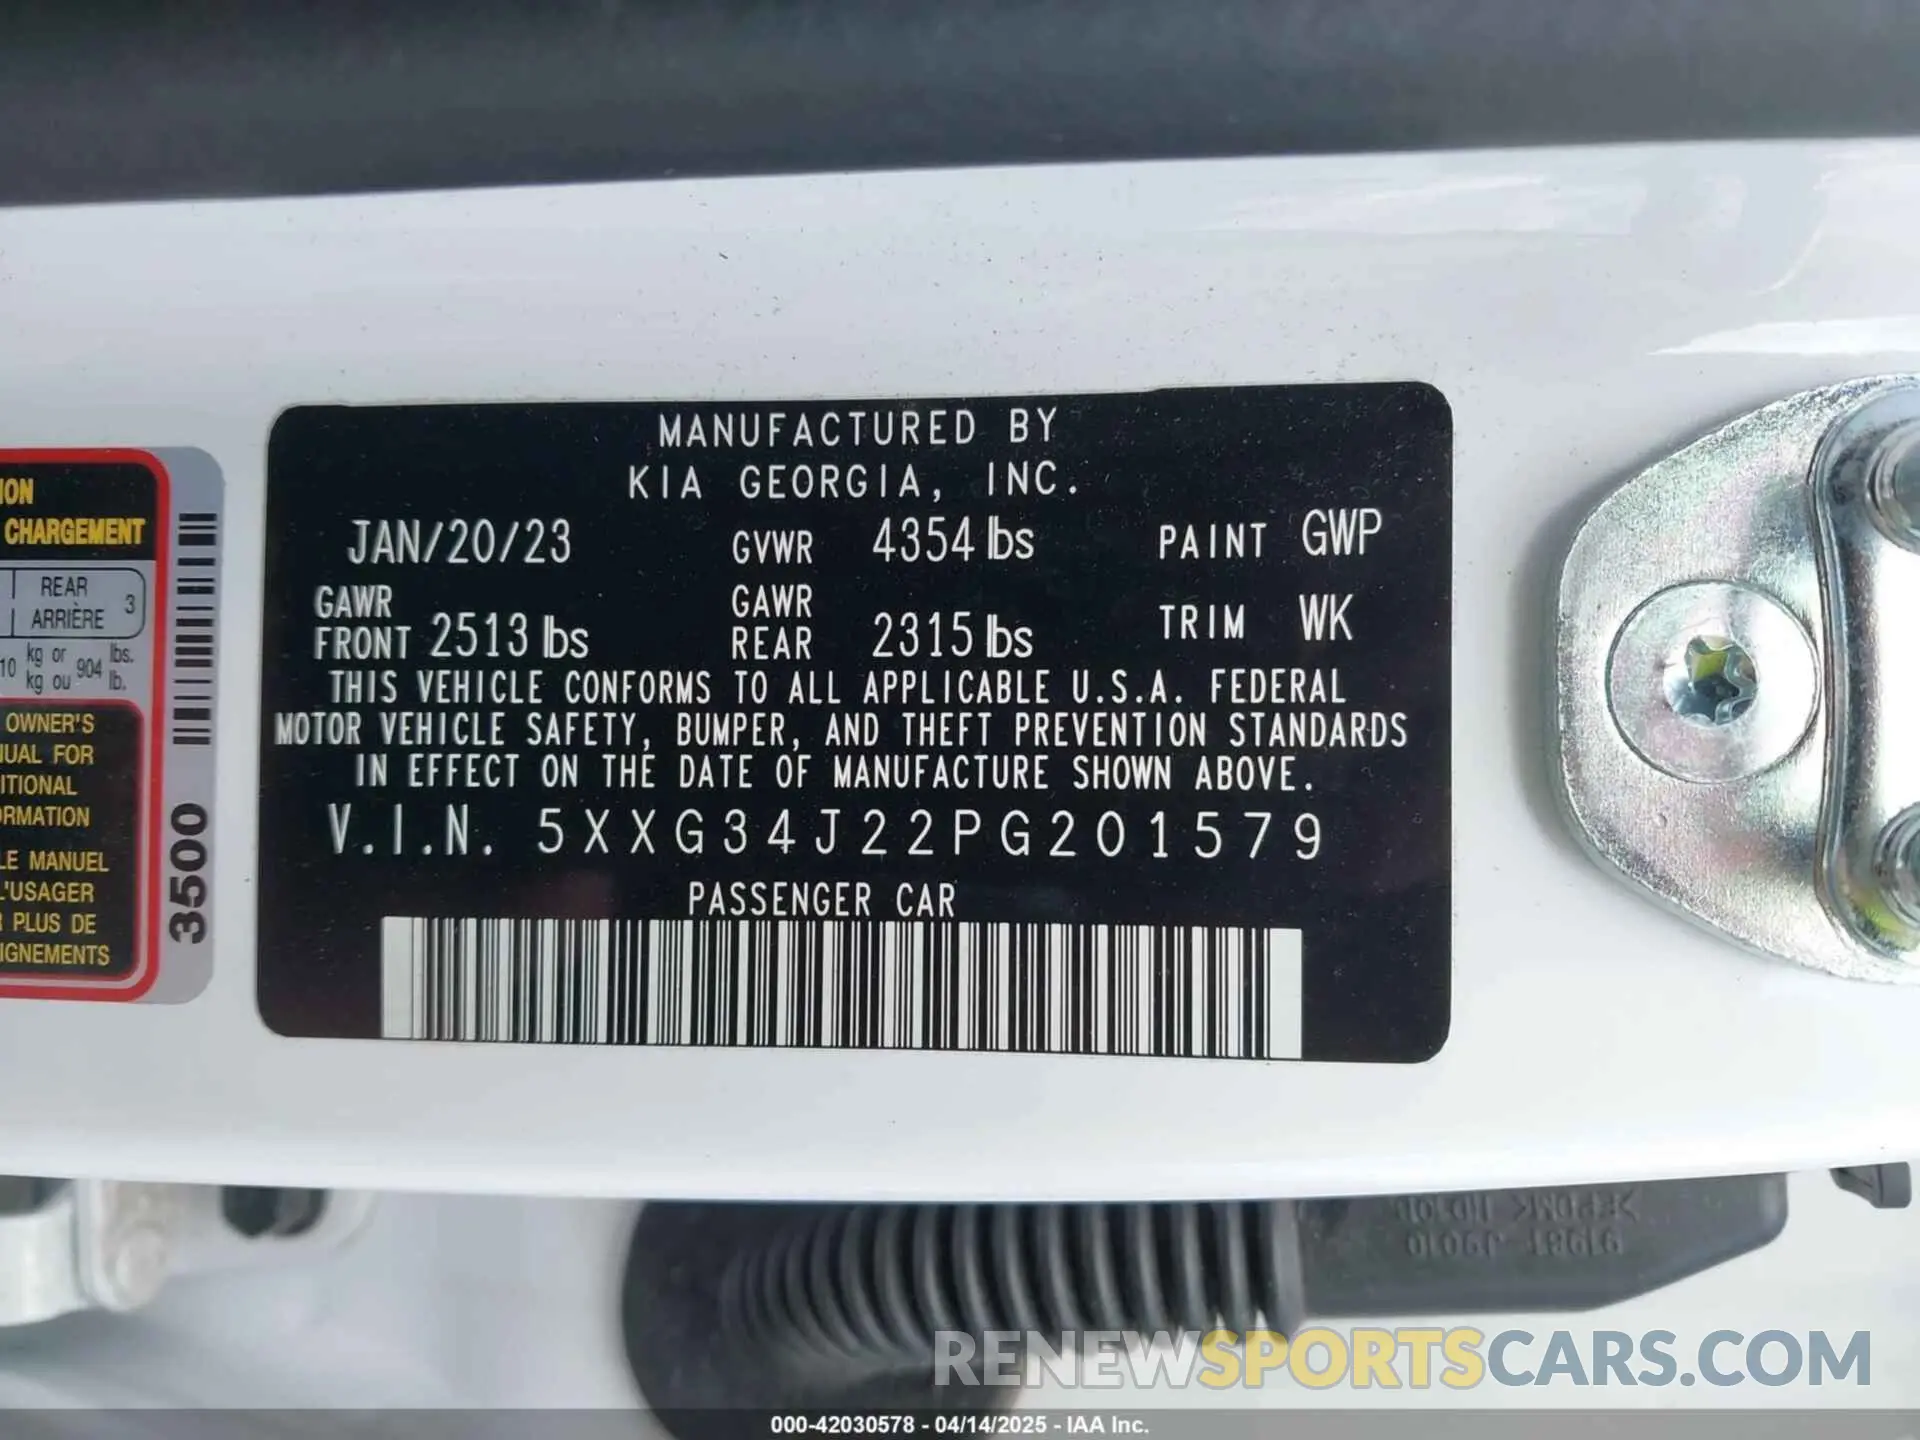 MANUFACTURED BY
KIA GEORGIA, INC.
JAN/20/23 GVWR 4354 lbs PAINT GWP
GAWR FRONT 2513 lbs GAWR REAR 2315 lbs TRIM WK
THIS VEHICLE CONFORMS TO ALL APPLICABLE U.S.A. FEDERAL
MOTOR VEHICLE SAFETY, BUMPER, AND THEFT PREVENTION STANDARDS
IN EFFECT ON THE DATE OF MANUFACTURE SHOWN ABOVE.
V.I.N. 5XXG34J22PG201579
PASSENGER CAR
CHARGEMENT
REAR
ARRIÈRE 3
kg or 904 lbs.
kg ou lb.
OWNER'S
FOR
LE MANUEL
L'USAGER
PLUS DE
3500
91981 J9010
RENEWSPORTSCARS.COM
000-42030578 - 04/14/2025 - IAA Inc.